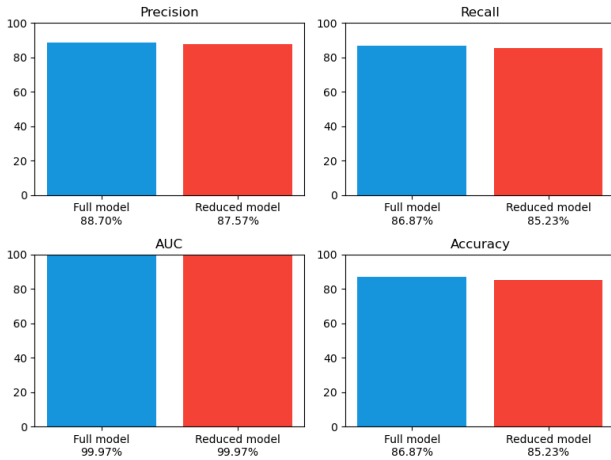 Precision
100
80
60
40
20
0
Full model
88.70%
Reduced model
87.57%
Recall
100
80
60
40
20
0
Full model
86.87%
Reduced model
85.23%
AUC
100
80
60
40
20
0
Full model
99.97%
Reduced model
99.97%
Accuracy
100
80
60
40
20
0
Full model
86.87%
Reduced model
85.23%